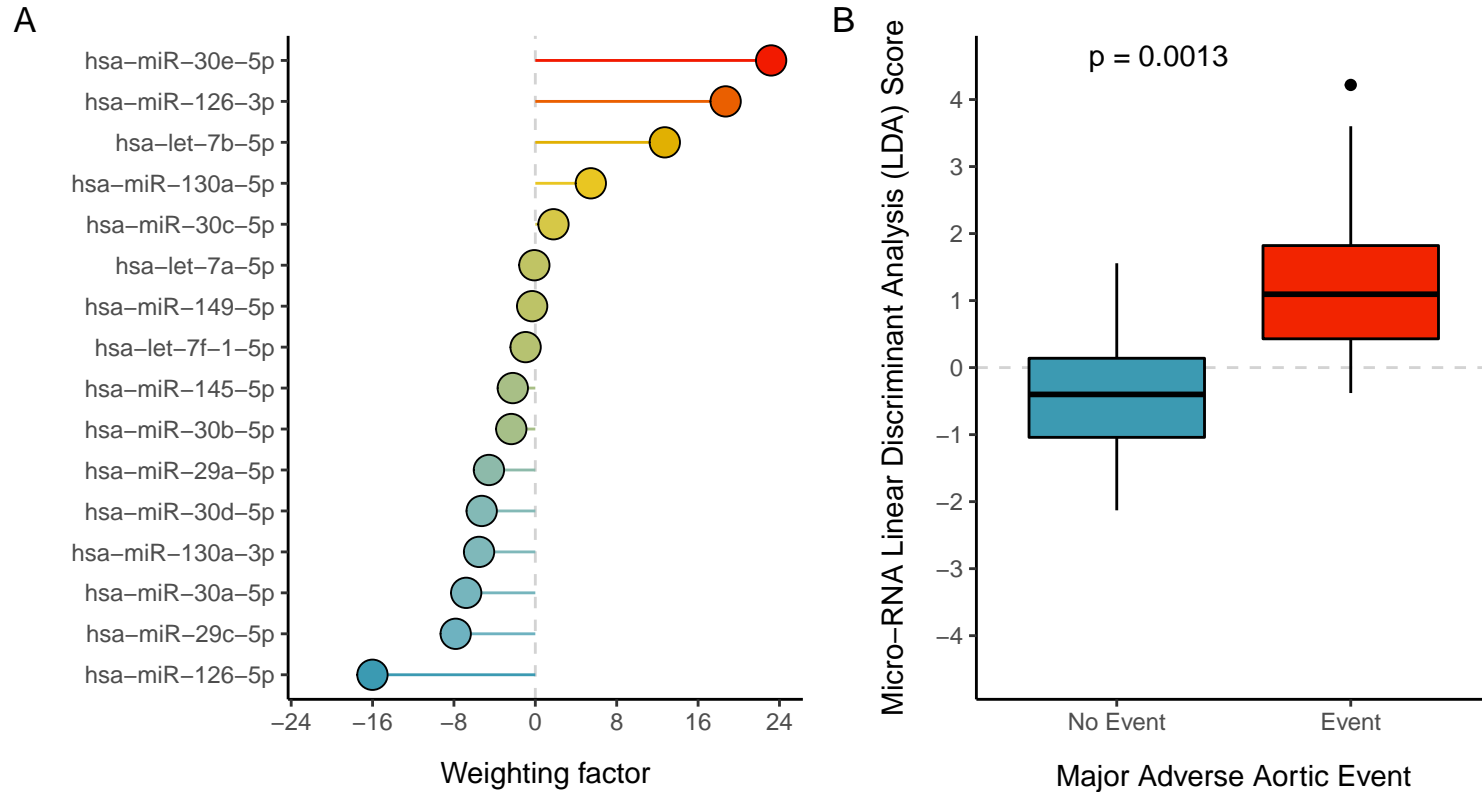 A
hsa−miR−30e−5p
hsa−miR−126−3p
hsa−let−7b−5p
hsa−miR−130a−5p
hsa−miR−30c−5p
hsa−let−7a−5p
hsa−miR−149−5p
hsa−let−7f−1−5p
hsa−miR−145−5p
hsa−miR−30b−5p
hsa−miR−29a−5p
hsa−miR−30d−5p
hsa−miR−130a−3p
hsa−miR−30a−5p
hsa−miR−29c−5p
hsa−miR−126−5p
−24 −16 −8 0 8 16 24
Weighting factor
B
Micro−RNA Linear Discriminant Analysis (LDA) Score
p = 0.0013
4
3
2
1
0
−1
−2
−3
−4
No Event Event
Major Adverse Aortic Event